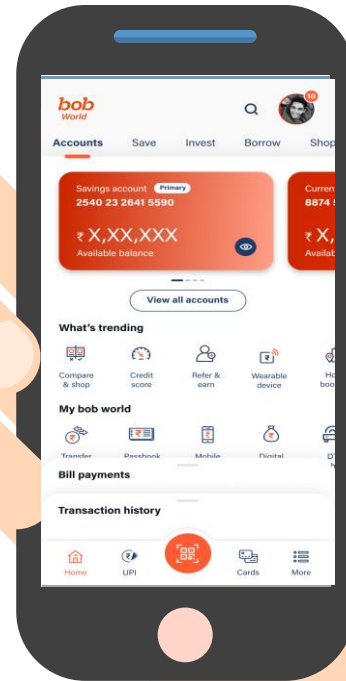 bob
World
10
Accounts Save Invest Borrow Shop
Savings account Primary
2540 23 2641 5590
₹ X,XX,XXX
Available balance
Current
8874
₹ X,
View all accounts
What's trending
Compare & shop
Credit score
Refer & earn
Wearable device
My bob world
Transfer Passbook Mobile Digital
Bill payments
Transaction history
Home UPI Cards More